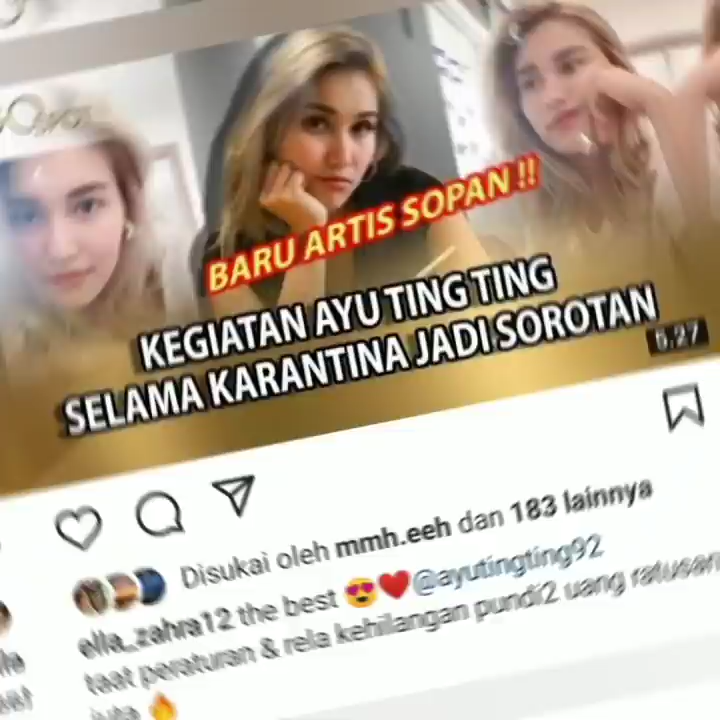 BARU ARTIS SOPAN !!
KEGIATAN AYU TING TING
SELAMA KARANTINA JADI SOROTAN
5:27
Disukai oleh mmh.eeh dan 183 lainnya
ella_zahra12 the best 😍❤️@ayutingting92
taat peraturan & rela kehilangan pundi2 uang ratusan
juta 🔥